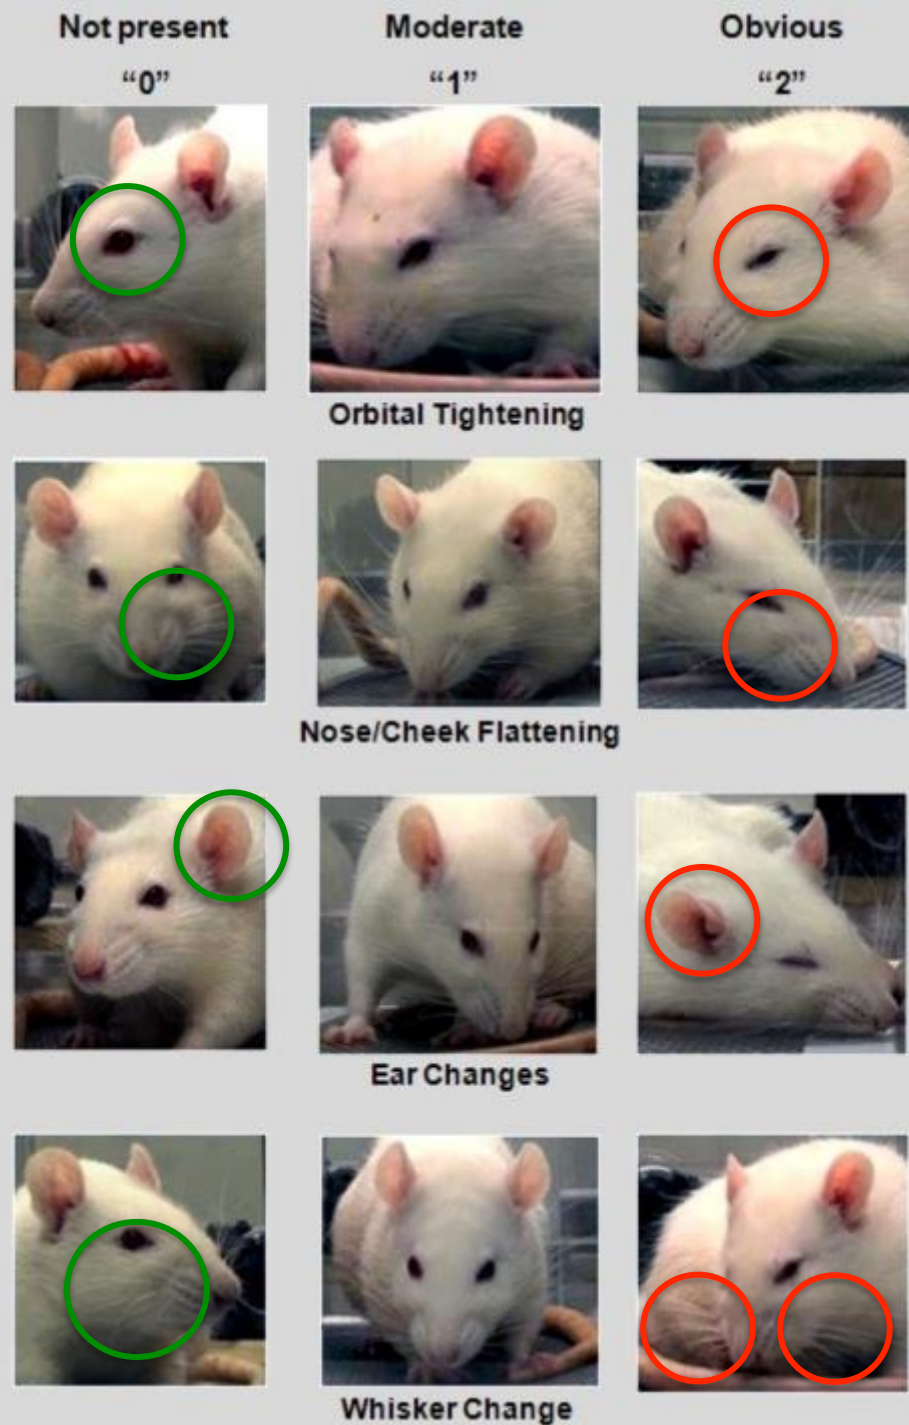 Not present Moderate Obvious
“0” “1” “2”
Orbital Tightening
Nose/Cheek Flattening
Ear Changes
Whisker Change